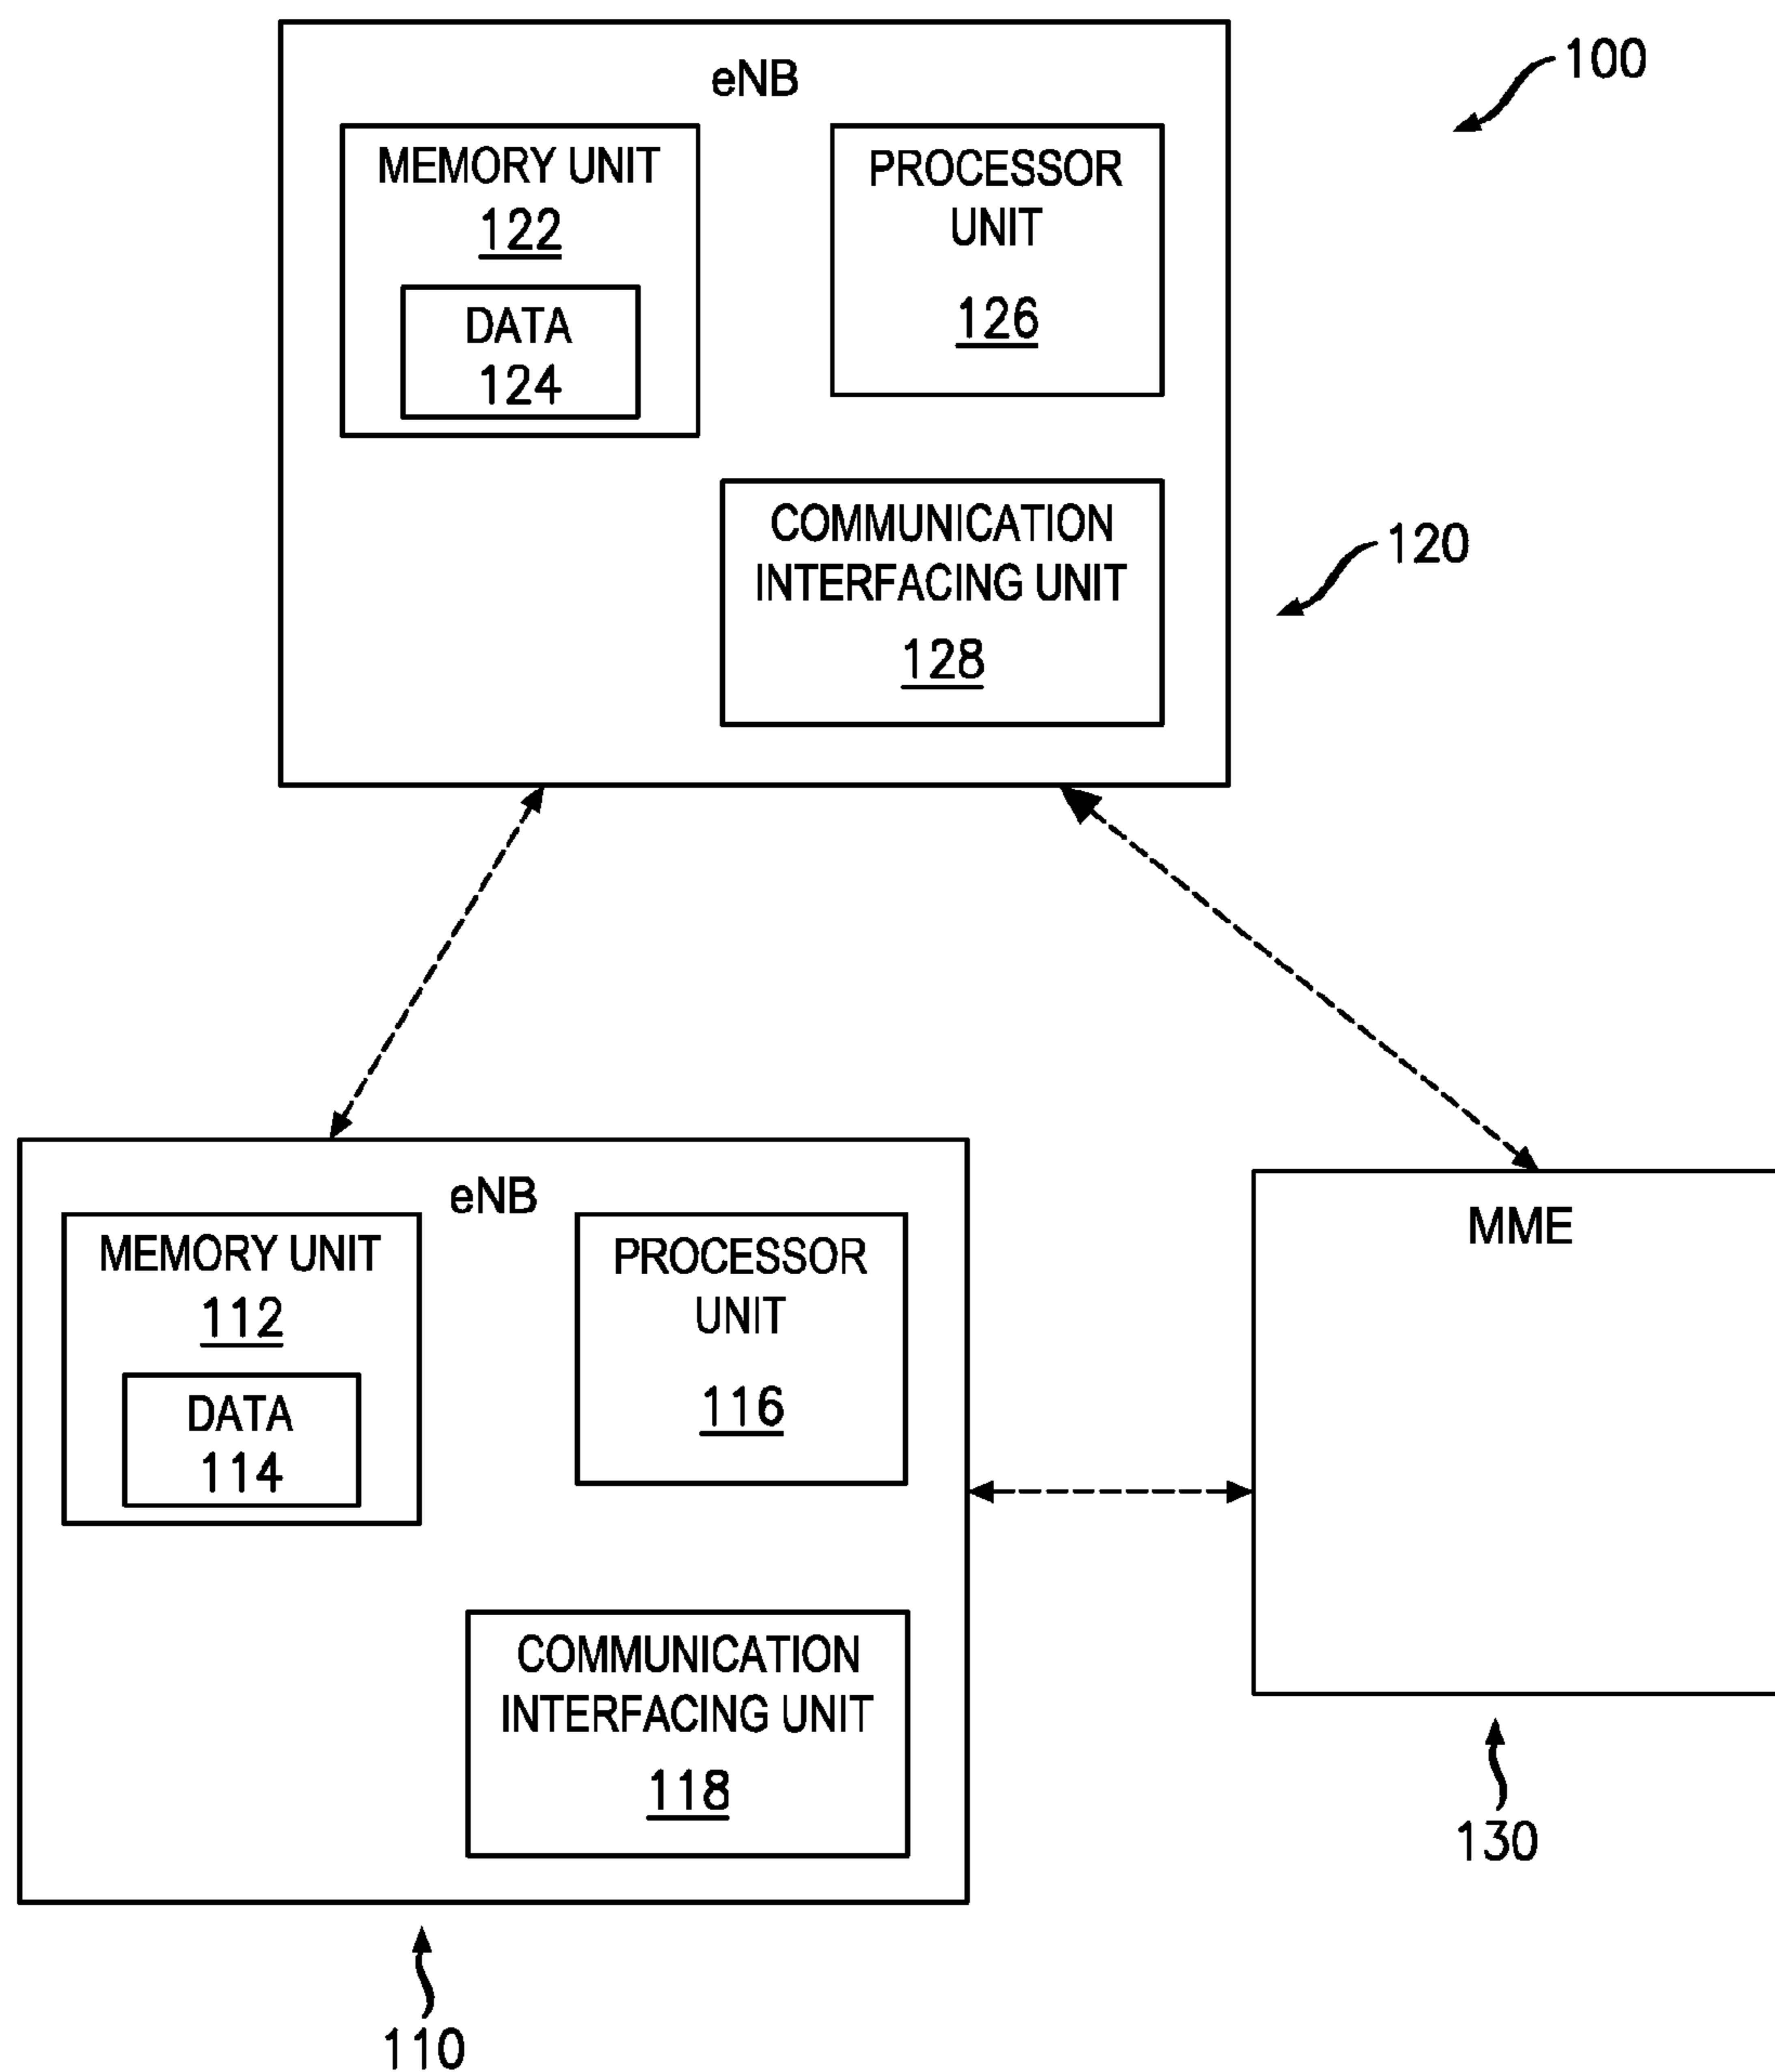 100
eNB
MEMORY UNIT
122
DATA
124
PROCESSOR
UNIT
126
COMMUNICATION
INTERFACING UNIT
128
120
eNB
MEMORY UNIT
112
DATA
114
PROCESSOR
UNIT
116
COMMUNICATION
INTERFACING UNIT
118
110
MME
130